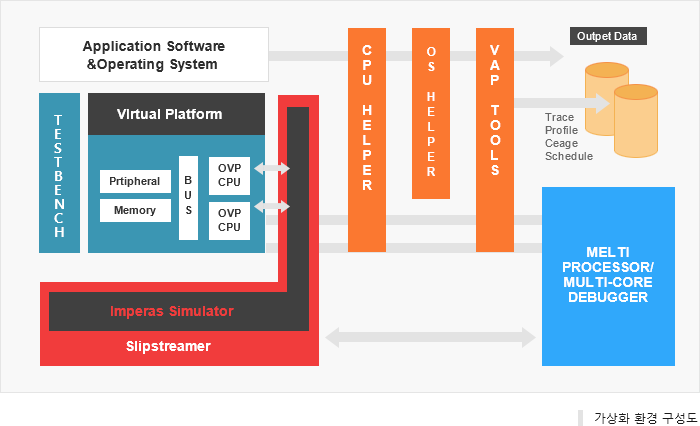 Application Software
&Operating System
TESTBENCH
Virtual Platform
Prtipheral
Memory
BUS
OVP
CPU
OVP
CPU
Imperas Simulator
Slipstreamer
CPU HELPER
OS HELPER
VAP TOOLS
Outpet Data
Trace
Profile
Ceage
Schedule
MELTI
PROCESSOR/
MULTI-CORE
DEBUGGER
가상화 환경 구성도